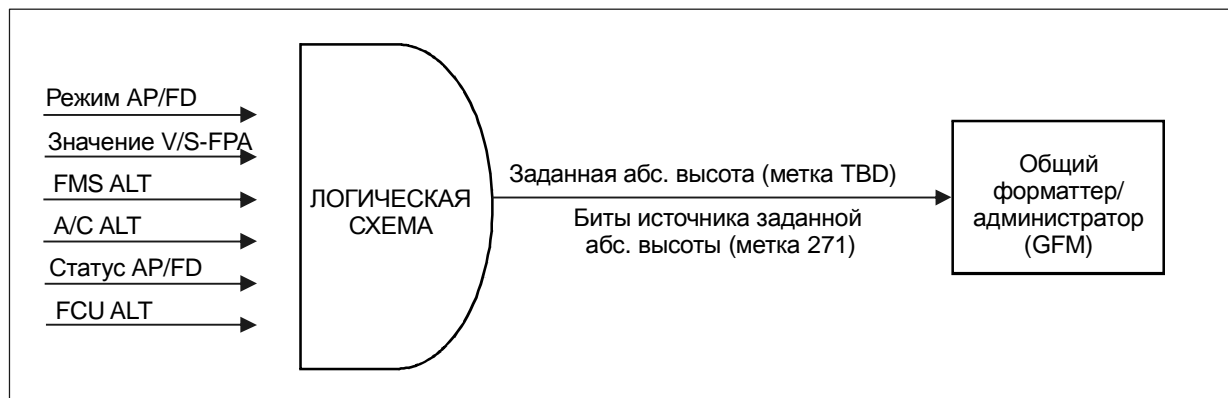 Режим AP/FD
Значение V/S-FPA
FMS ALT
A/C ALT
Статус AP/FD
FCU ALT
ЛОГИЧЕСКАЯ
СХЕМА
Заданная абс. высота (метка TBD)
Биты источника заданной
абс. высоты (метка 271)
Общий
форматтер/
администратор
(GFM)